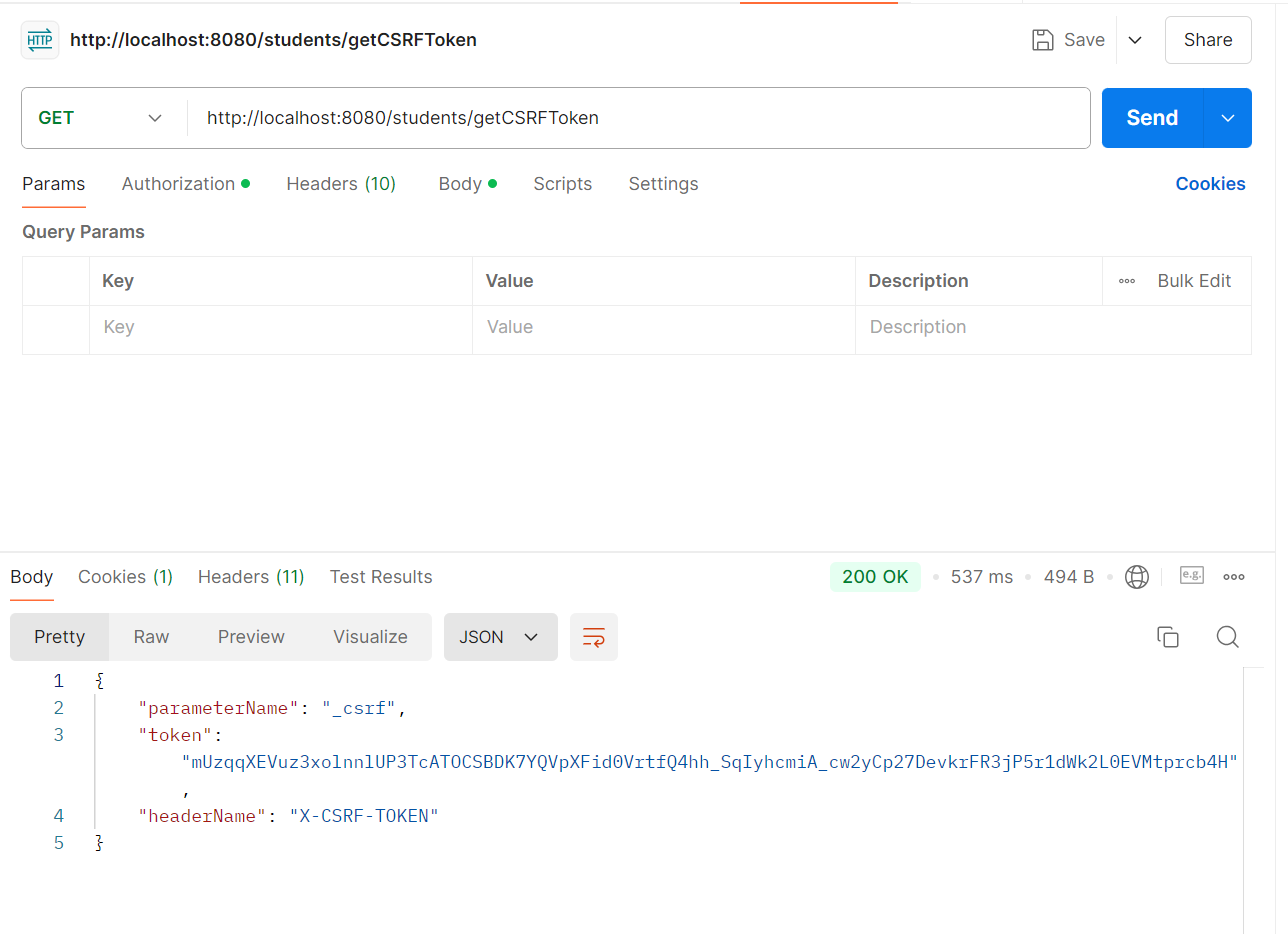 HTTP http://localhost:8080/students/getCSRFToken Save Share
GET http://localhost:8080/students/getCSRFToken Send
Params Authorization Headers (10) Body Scripts Settings Cookies
Query Params
Key Value Description Bulk Edit
Key Value Description
Body Cookies (1) Headers (11) Test Results 200 OK 537 ms 494 B e.g.
Pretty Raw Preview Visualize JSON
1 {
2 "parameterName": "_csrf",
3 "token":
"mUzqqXEVuz3xolnnlUP3TcATOCSBDK7YQVpXFid0VrtfQ4hh_SqIyhcmiA_cw2yCp27DevkrFR3jP5r1dWk2L0EVMtprcb4H"
,
4 "headerName": "X-CSRF-TOKEN"
5 }